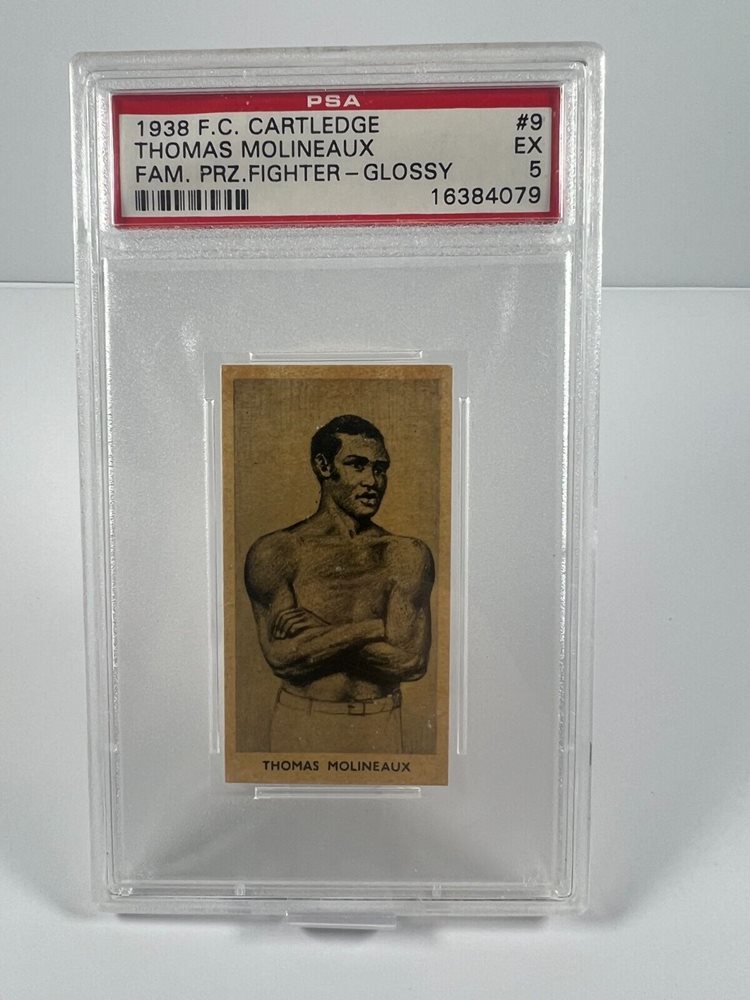 PSA
1938 F.C. CARTLEDGE #9
THOMAS MOLINEAUX EX
FAM. PRZ.FIGHTER-GLOSSY 5
16384079
THOMAS MOLINEAUX